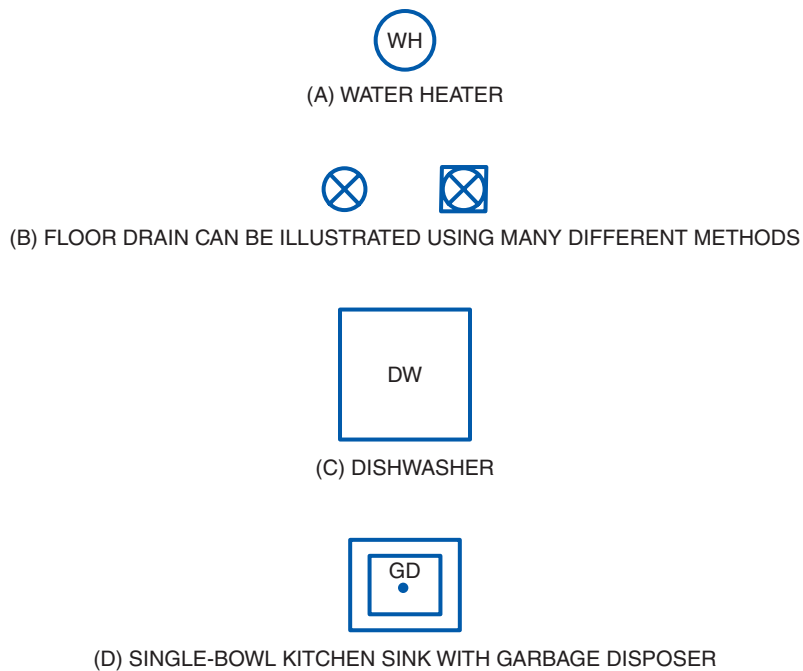 WH
(A) WATER HEATER
(B) FLOOR DRAIN CAN BE ILLUSTRATED USING MANY DIFFERENT METHODS
DW
(C) DISHWASHER
GD
(D) SINGLE-BOWL KITCHEN SINK WITH GARBAGE DISPOSER